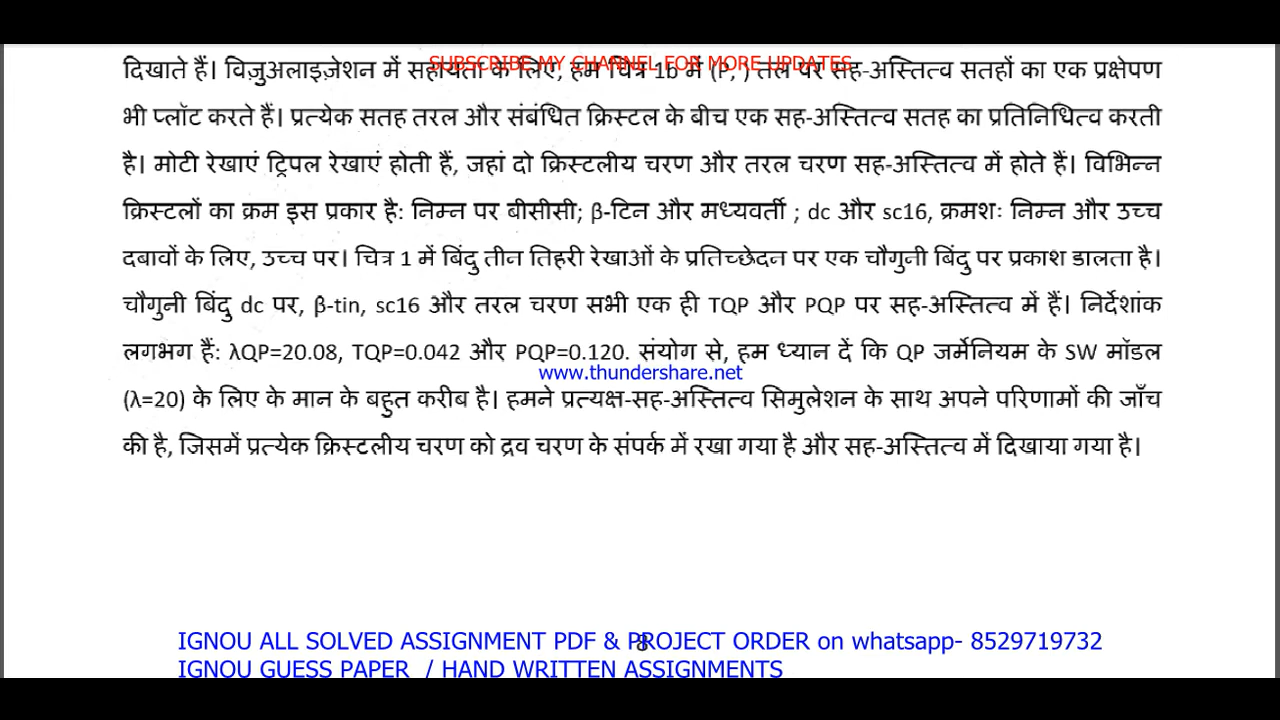 SUBSCRIBE MY CHANNEL FOR MORE UPDATES
दिखाते हैं। विज़ुअलाइज़ेशन में सहायता के लिए, हम चित्र 1b में (P, ) तल पर सह-अस्तित्व सतहों का एक प्रक्षेपण
भी प्लॉट करते हैं। प्रत्येक सतह तरल और संबंधित क्रिस्टल के बीच एक सह-अस्तित्व सतह का प्रतिनिधित्व करती
है। मोटी रेखाएं ट्रिपल रेखाएं होती हैं, जहां दो क्रिस्टलीय चरण और तरल चरण सह-अस्तित्व में होते हैं। विभिन्न
क्रिस्टलों का क्रम इस प्रकार है: निम्न पर बीसीसी; β-टिन और मध्यवर्ती ; dc और sc16, क्रमशः निम्न और उच्च
दबावों के लिए, उच्च पर। चित्र 1 में बिंदु तीन तिहरी रेखाओं के प्रतिच्छेदन पर एक चौगुनी बिंदु पर प्रकाश डालता है।
चौगुनी बिंदु dc पर, β-tin, sc16 और तरल चरण सभी एक ही TQP और PQP पर सह-अस्तित्व में हैं। निर्देशांक
लगभग हैं: λQP=20.08, TQP=0.042 और PQP=0.120. संयोग से, हम ध्यान दें कि QP जर्मेनियम के SW मॉडल
www.thundershare.net
(λ=20) के लिए के मान के बहुत करीब है। हमने प्रत्यक्ष-सह-अस्तित्व सिमुलेशन के साथ अपने परिणामों की जाँच
की है, जिसमें प्रत्येक क्रिस्टलीय चरण को द्रव चरण के संपर्क में रखा गया है और सह-अस्तित्व में दिखाया गया है।
8
IGNOU ALL SOLVED ASSIGNMENT PDF & PROJECT ORDER on whatsapp- 8529719732
IGNOU GUESS PAPER / HAND WRITTEN ASSIGNMENTS